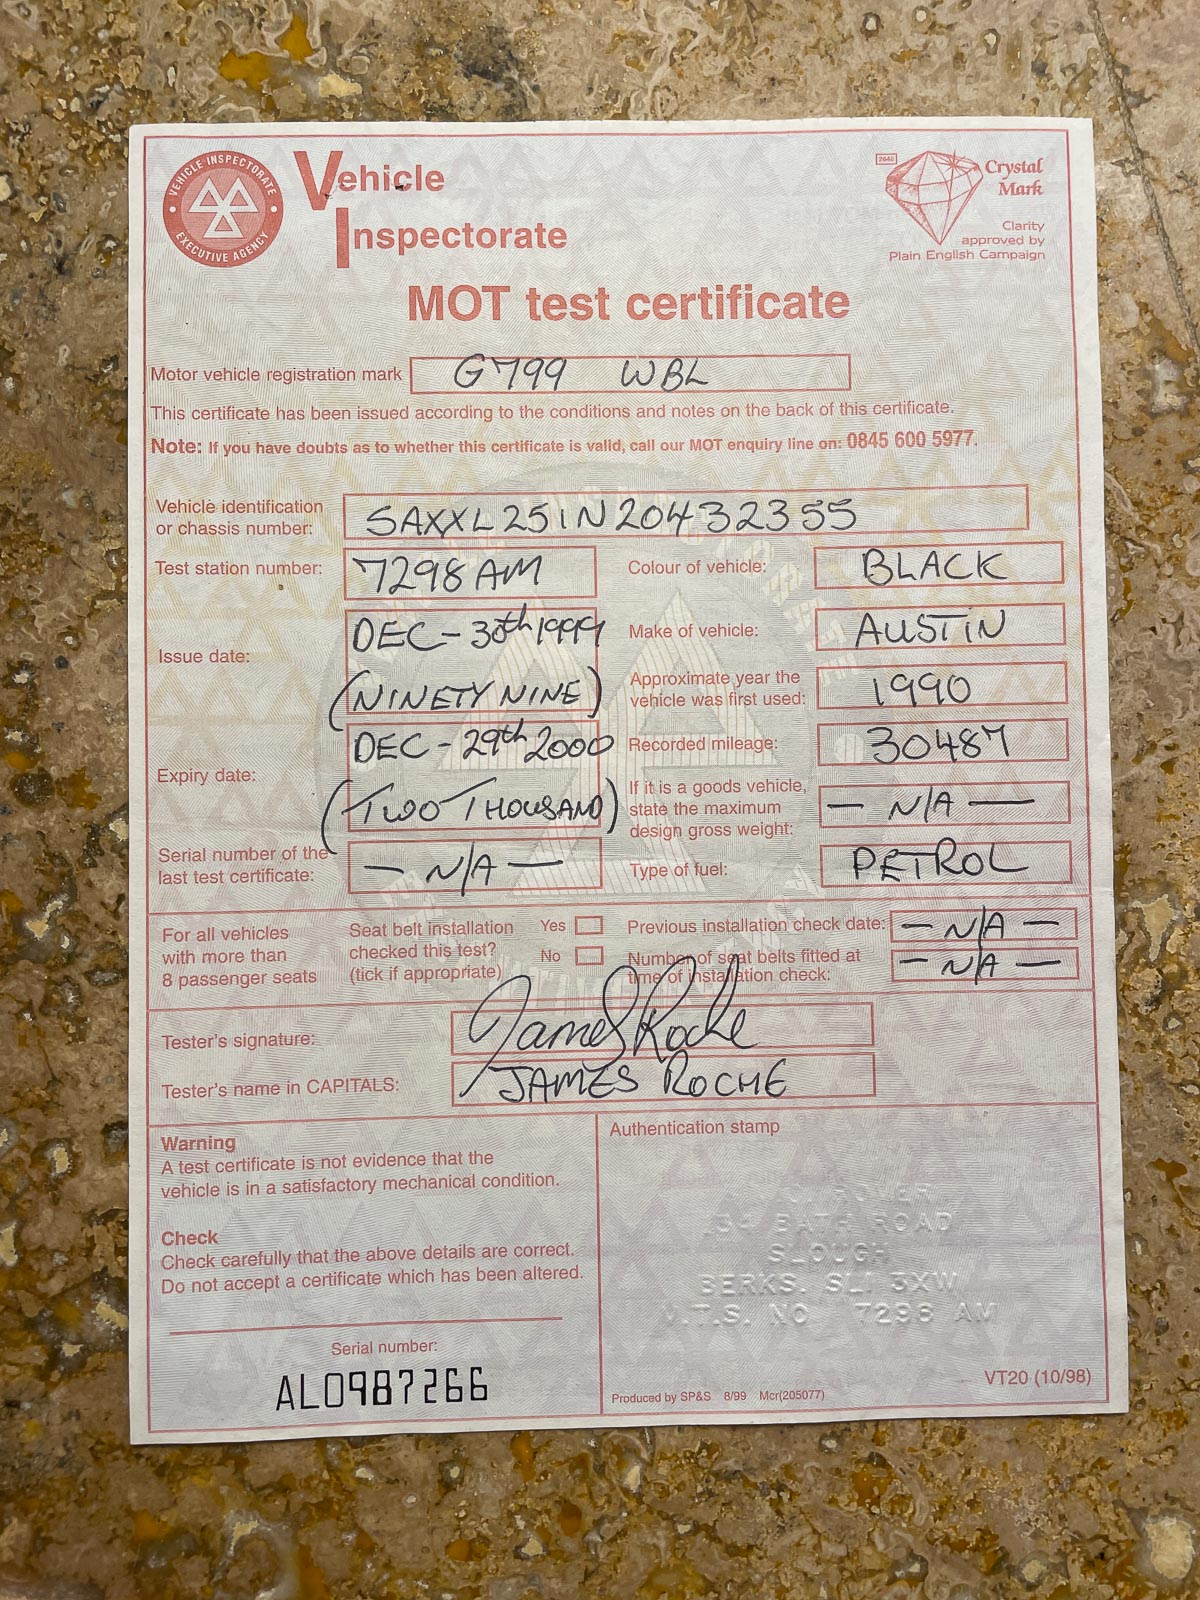 VEHICLE INSPECTORATE
EXECUTIVE AGENCY
Vehicle
Inspectorate
2646
Crystal
Mark
Clarity
approved by
Plain English Campaign
MOT test certificate
Motor vehicle registration mark G799 WBL
This certificate has been issued according to the conditions and notes on the back of this certificate.
Note: If you have doubts as to whether this certificate is valid, call our MOT enquiry line on: 0845 600 5977.
Vehicle identification
or chassis number: SAXXL251N20432355
Test station number: 7298AM
Colour of vehicle: BLACK
Issue date: DEC - 30th 1999
(NINETY NINE)
Make of vehicle: AUSTIN
Approximate year the
vehicle was first used: 1990
Expiry date: DEC - 29th 2000
(TWO THOUSAND)
Recorded mileage: 30487
If it is a goods vehicle,
state the maximum
design gross weight: — N/A —
Serial number of the
last test certificate: — N/A —
Type of fuel: PETROL
For all vehicles
with more than
8 passenger seats
Seat belt installation
checked this test?
(tick if appropriate)
Yes
No
Previous installation check date: — N/A —
Number of seat belts fitted at
time of installation check: — N/A —
Tester's signature: James Roche
Tester's name in CAPITALS: JAMES ROCHE
Warning
A test certificate is not evidence that the
vehicle is in a satisfactory mechanical condition.
Check
Check carefully that the above details are correct.
Do not accept a certificate which has been altered.
Serial number:
AL0987266
Authentication stamp
34 BATH ROAD
SLOUGH
BERKS. SL1 3XW
V.T.S. NO 7298 AM
Produced by SP&S 8/99 Mcr(205077)
VT20 (10/98)